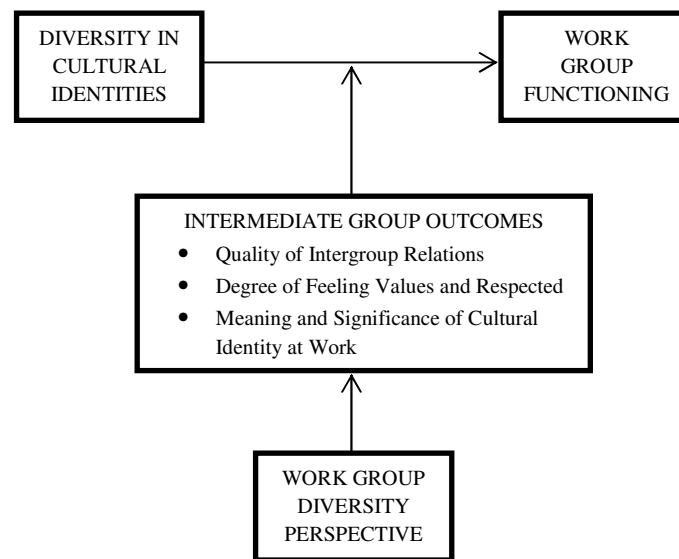 DIVERSITY IN
CULTURAL
IDENTITIES
WORK
GROUP
FUNCTIONING
INTERMEDIATE GROUP OUTCOMES
• Quality of Intergroup Relations
• Degree of Feeling Values and Respected
• Meaning and Significance of Cultural
Identity at Work
WORK GROUP
DIVERSITY
PERSPECTIVE